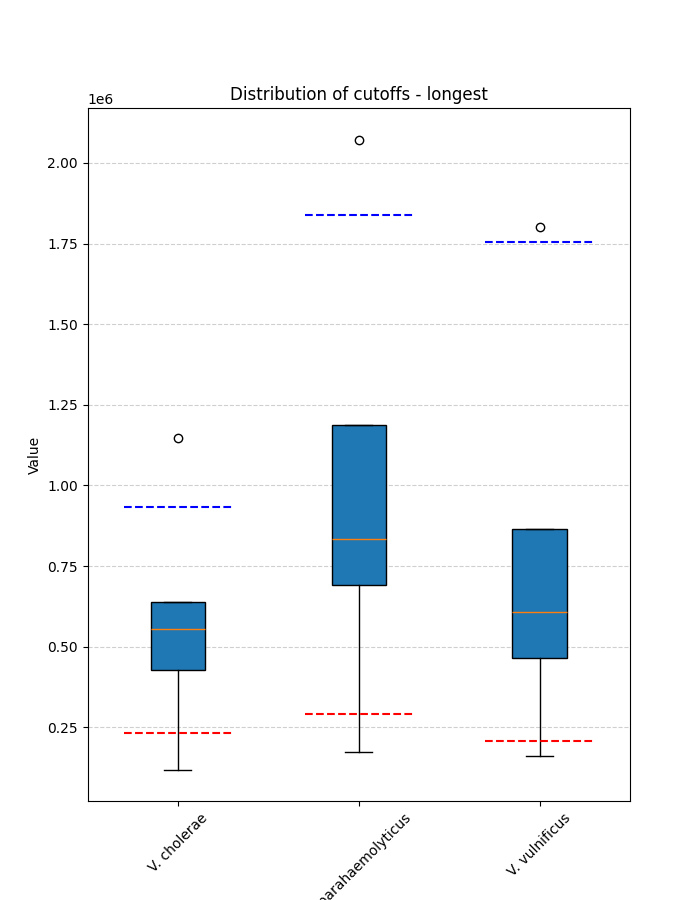 Distribution of cutoffs - longest
1e6
2.00
1.75
1.50
1.25
1.00
0.75
0.50
0.25
Value
V. cholerae
parahaemolyticus
V. vulnificus